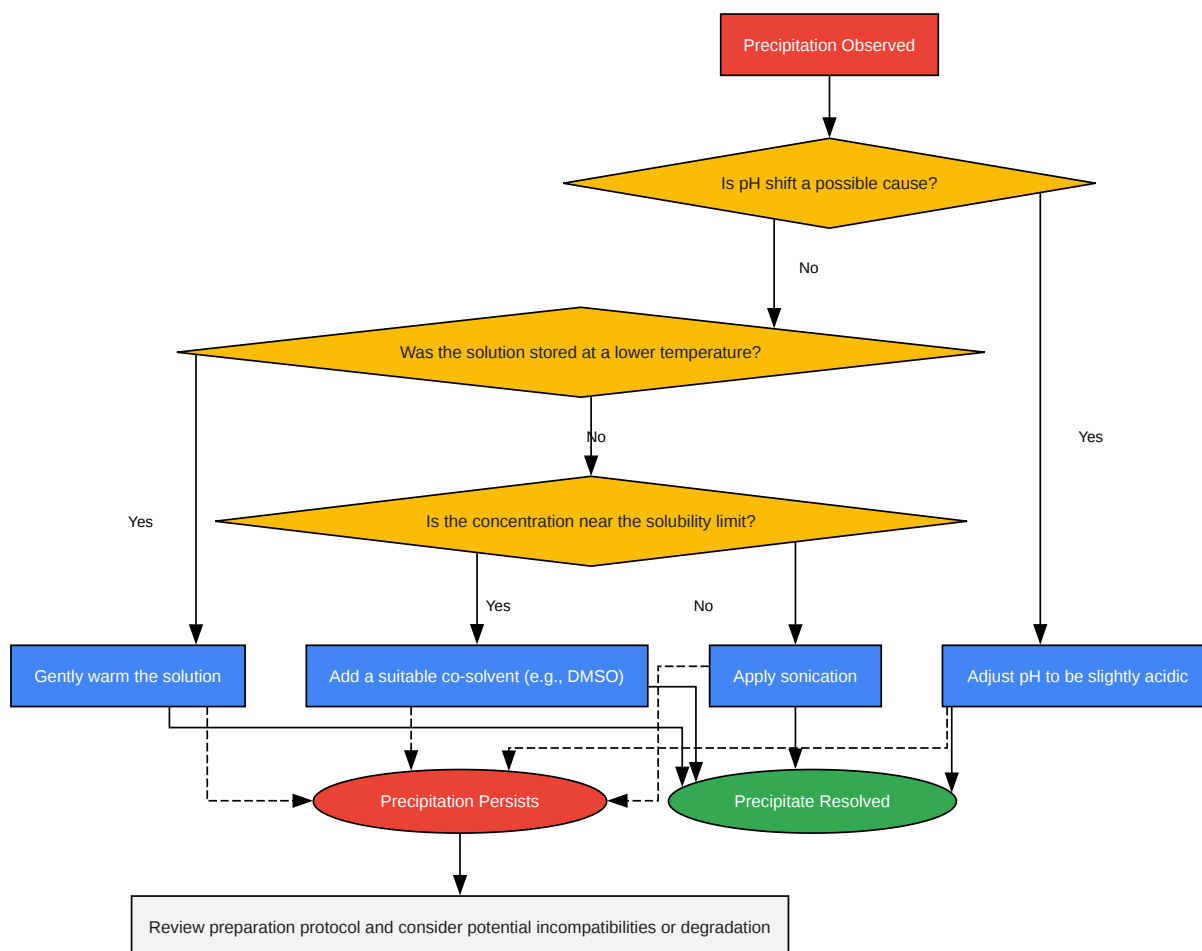 Precipitation Observed
Is pH shift a possible cause?
No
Was the solution stored at a lower temperature?
No
Yes
Is the concentration near the solubility limit?
Yes
Yes
No
Gently warm the solution
Add a suitable co-solvent (e.g., DMSO)
Apply sonication
Adjust pH to be slightly acidic
Precipitation Persists
Precipitate Resolved
Review preparation protocol and consider potential incompatibilities or degradation